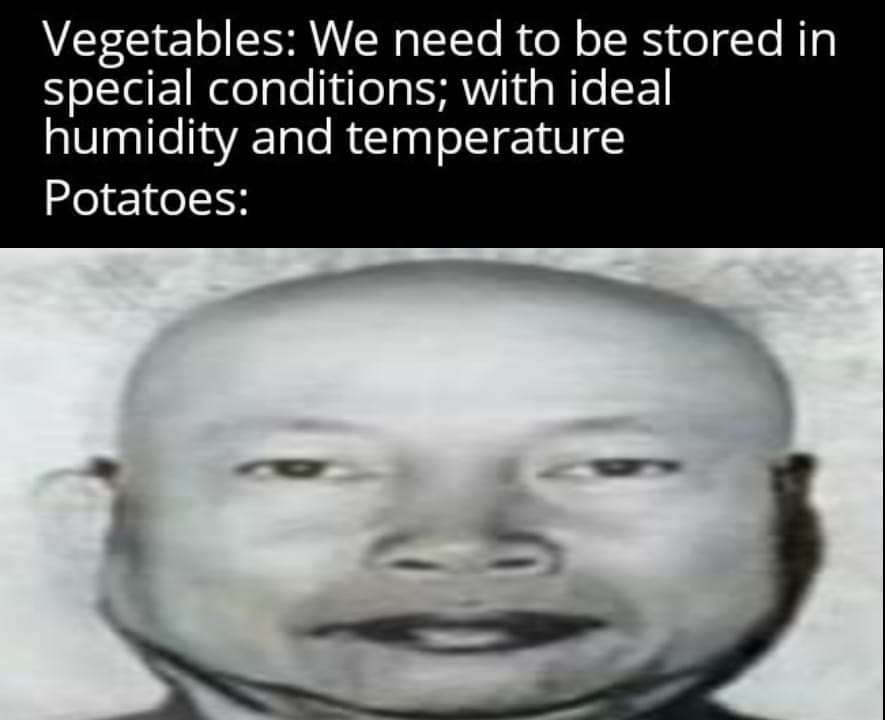 Vegetables: We need to be stored in
special conditions; with ideal
humidity and temperature
Potatoes: